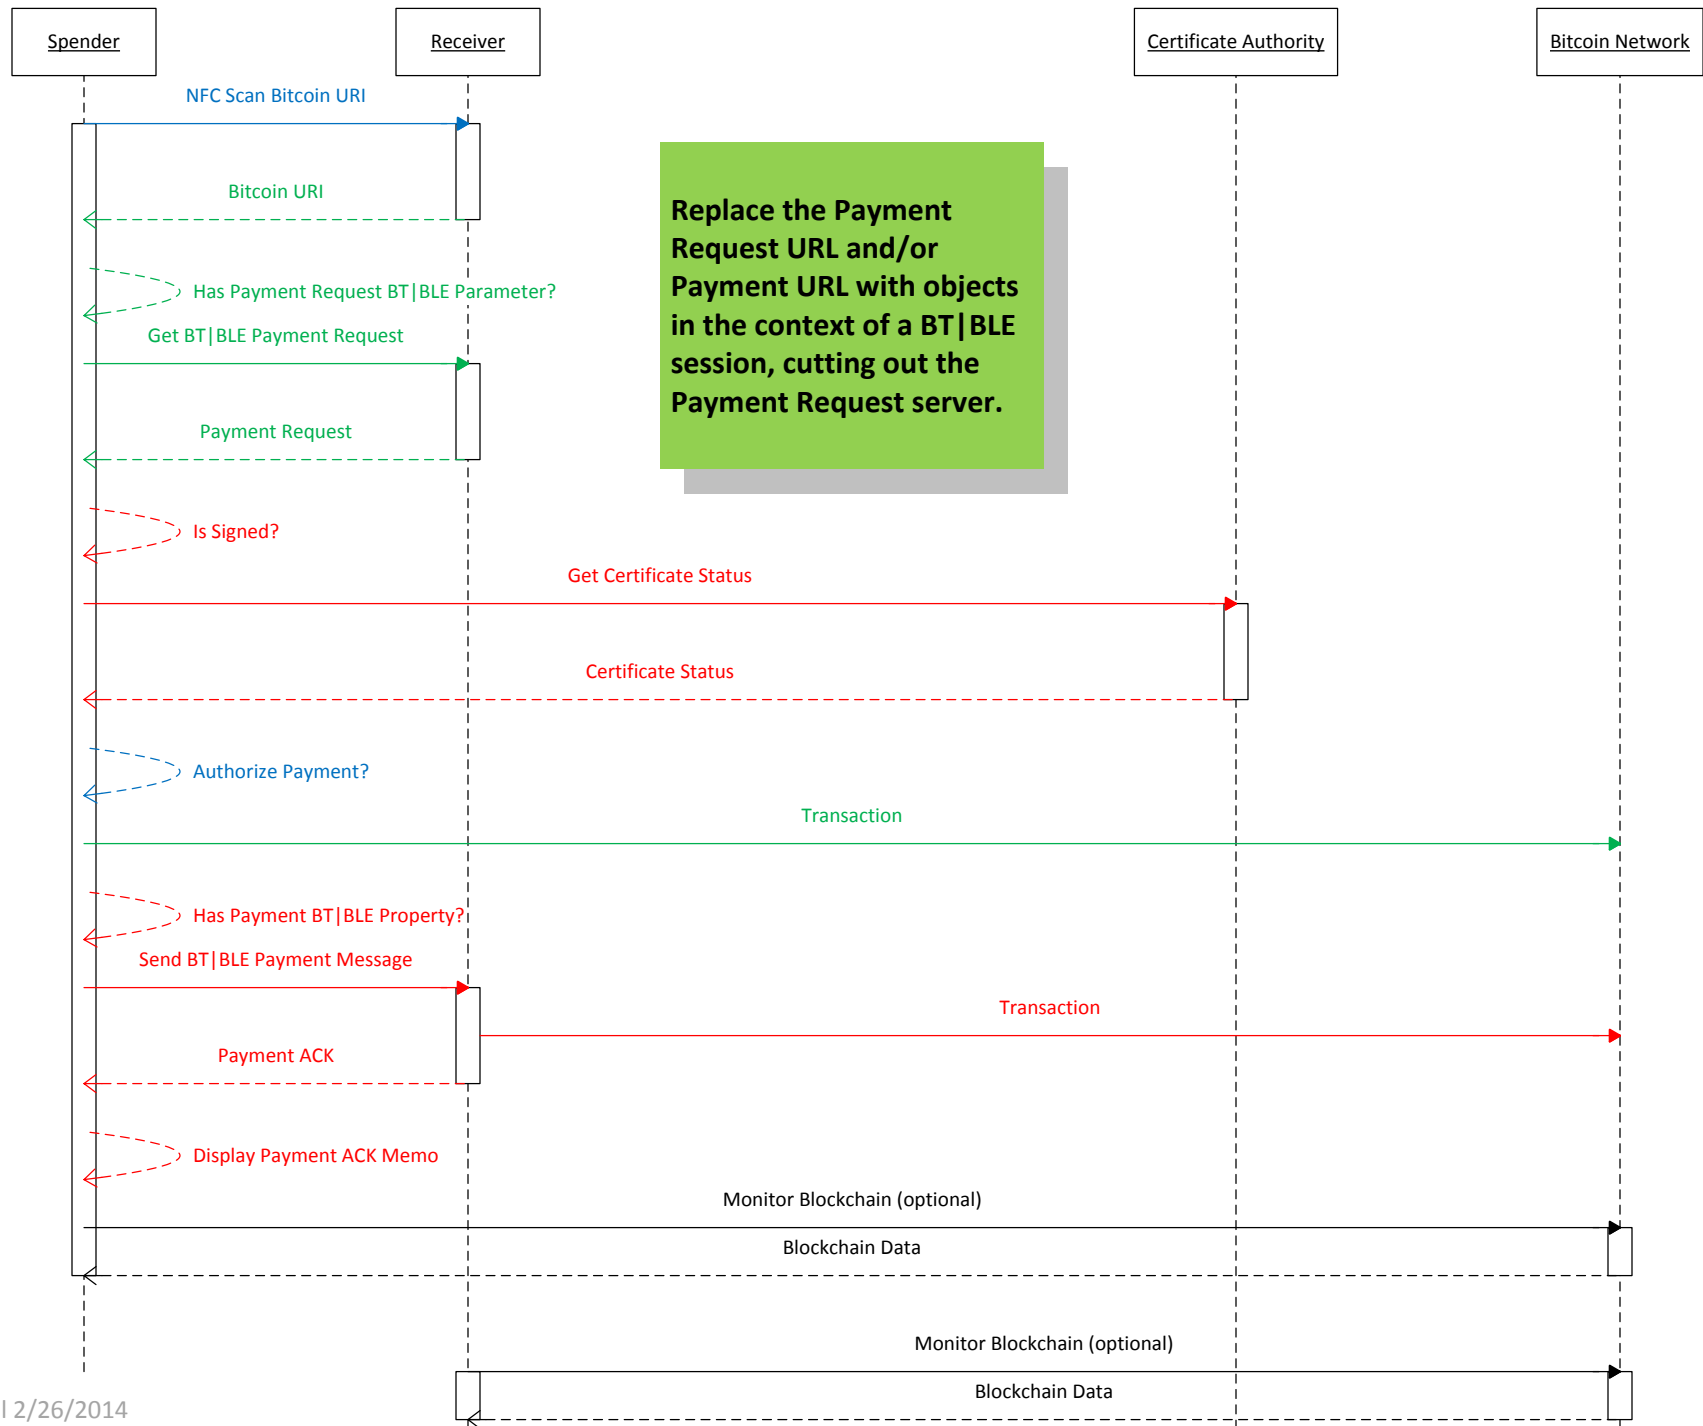 Spender
Receiver
Certificate Authority
Bitcoin Network
NFC Scan Bitcoin URI
Bitcoin URI
Replace the Payment
Request URL and/or
Payment URL with objects
in the context of a BT|BLE
session, cutting out the
Payment Request server.
Has Payment Request BT|BLE Parameter?
Get BT|BLE Payment Request
Payment Request
Is Signed?
Get Certificate Status
Certificate Status
Authorize Payment?
Transaction
Has Payment BT|BLE Property?
Send BT|BLE Payment Message
Transaction
Payment ACK
Display Payment ACK Memo
Monitor Blockchain (optional)
Blockchain Data
Monitor Blockchain (optional)
Blockchain Data
2/26/2014